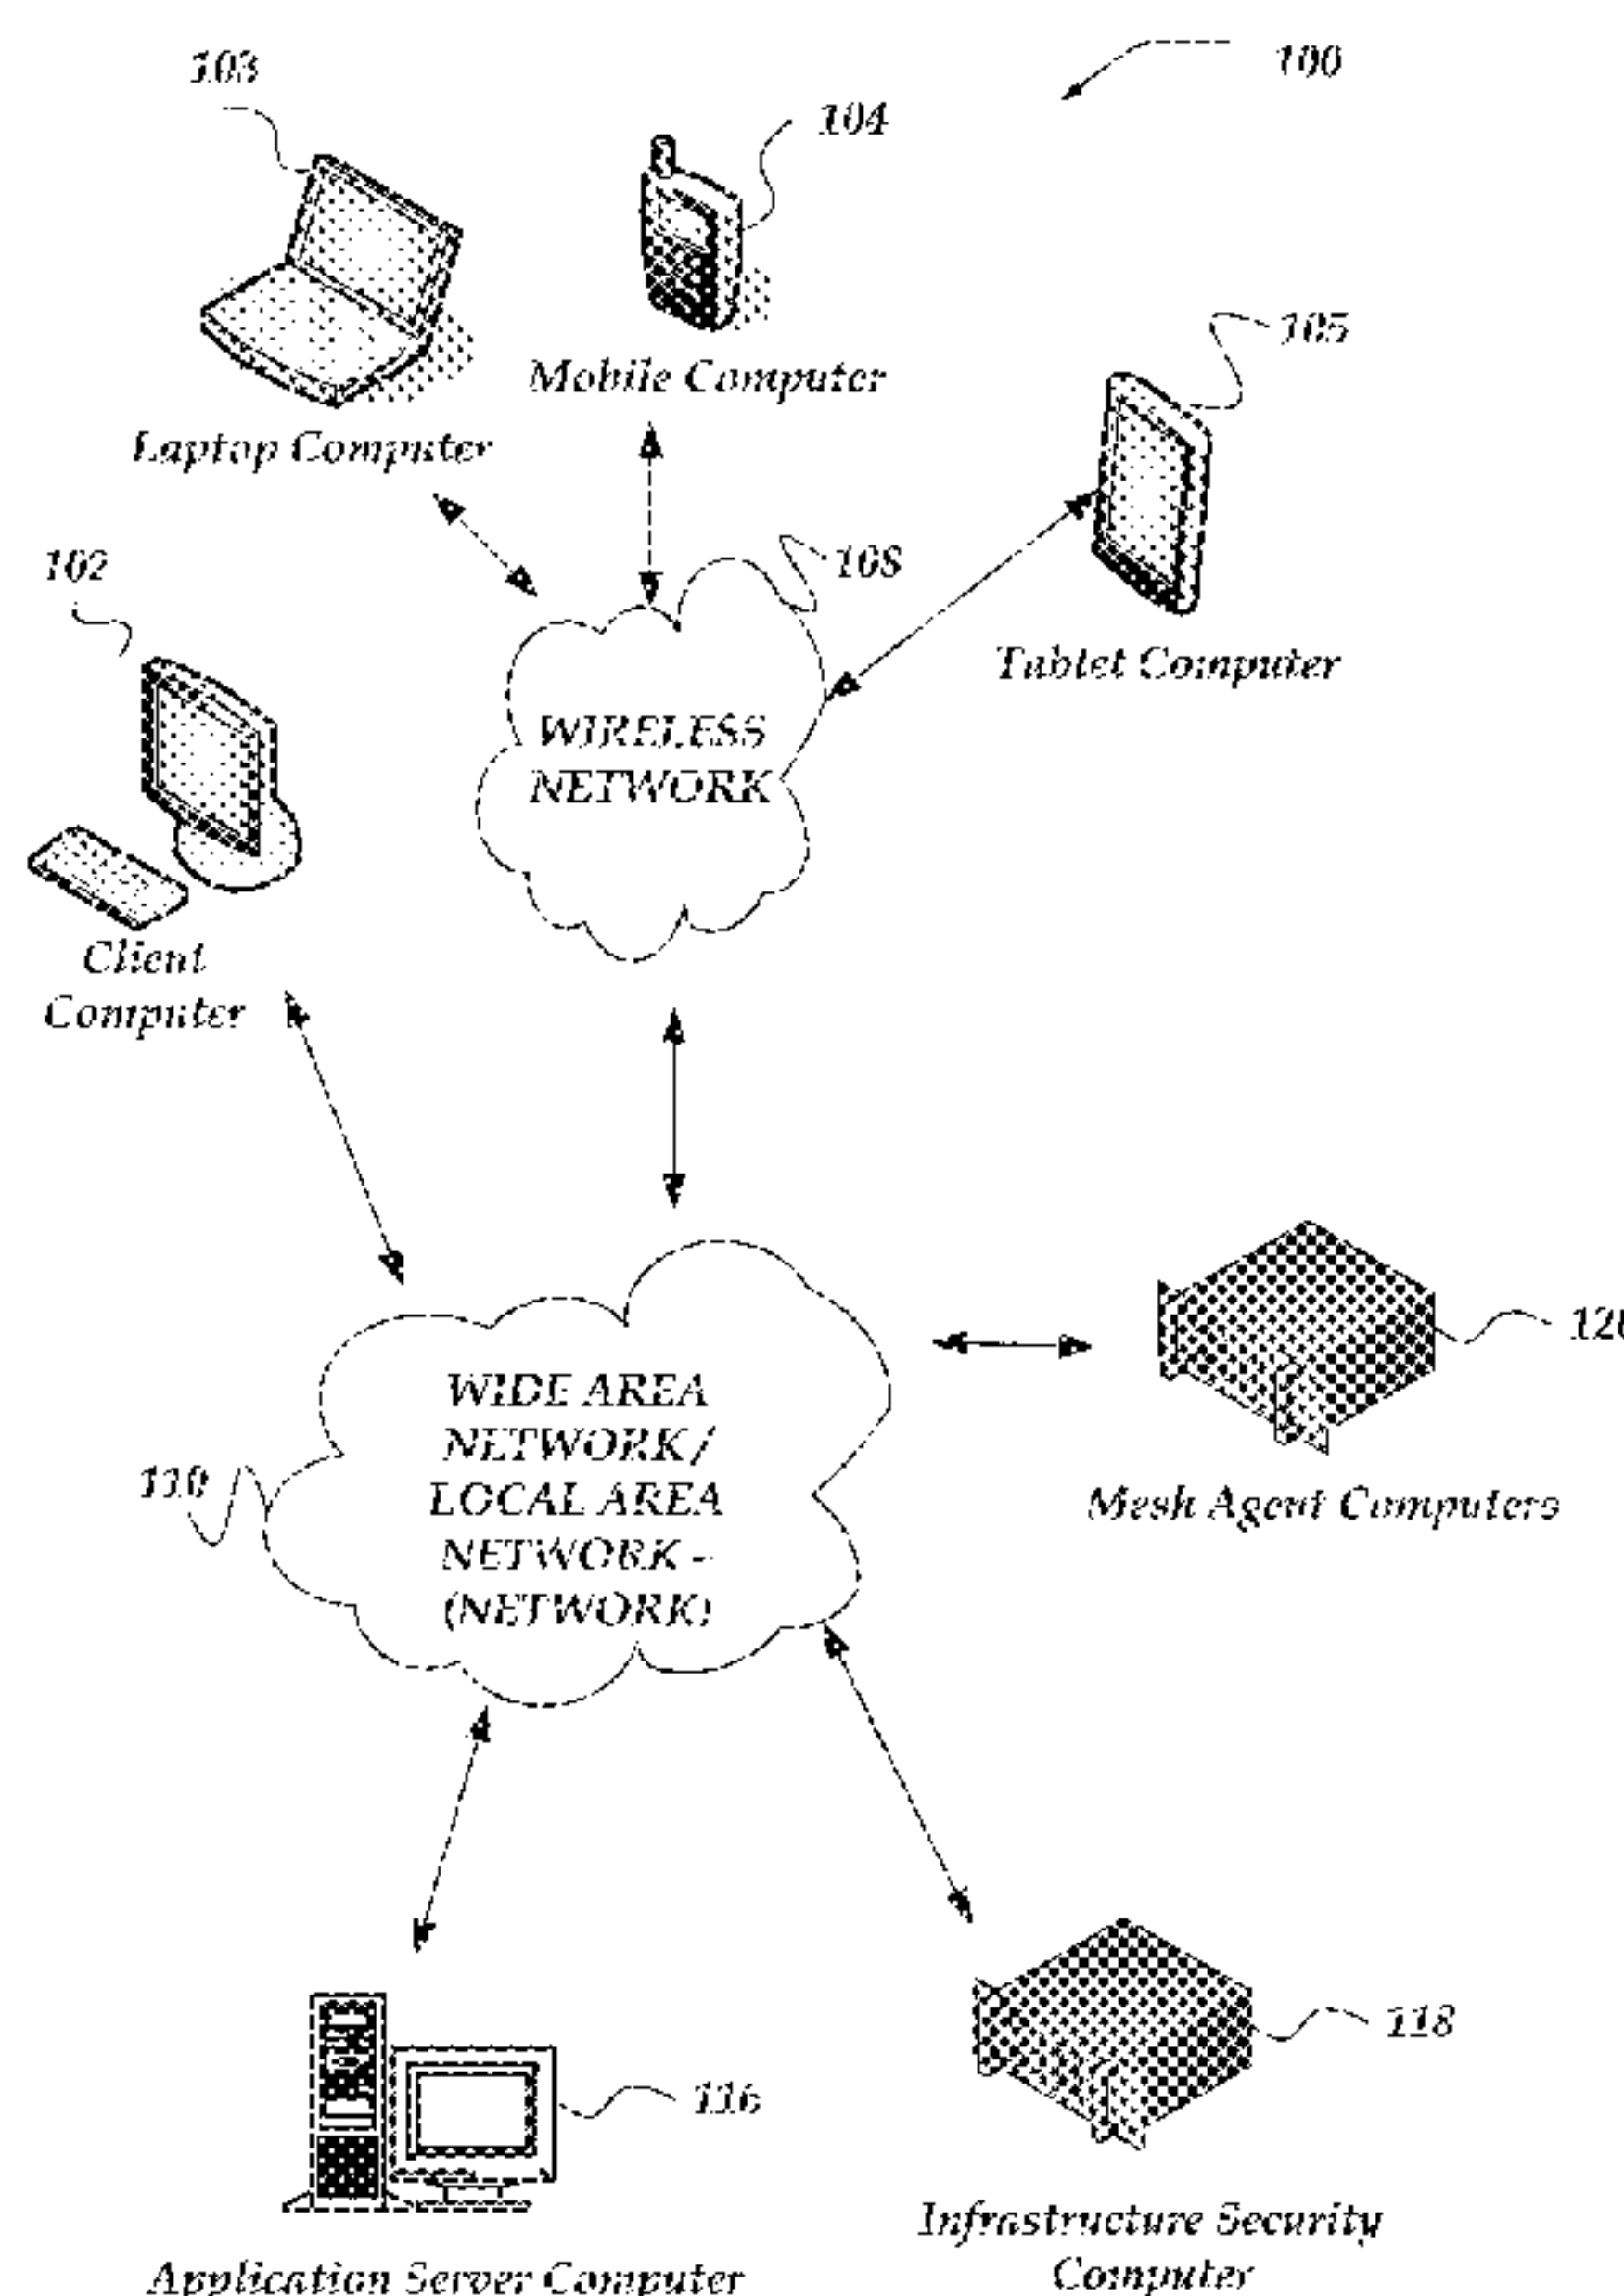 103
100
104
105
Mobile Computer
Laptop Computer
108
102
Tablet Computer
WIRELESS
NETWORK
Client
Computer
WIDE AREA
NETWORK /
LOCAL AREA
NETWORK -
(NETWORK)
110
Mesh Agent Computers
118
116
Infrastructure Security
Computer
Application Server Computer